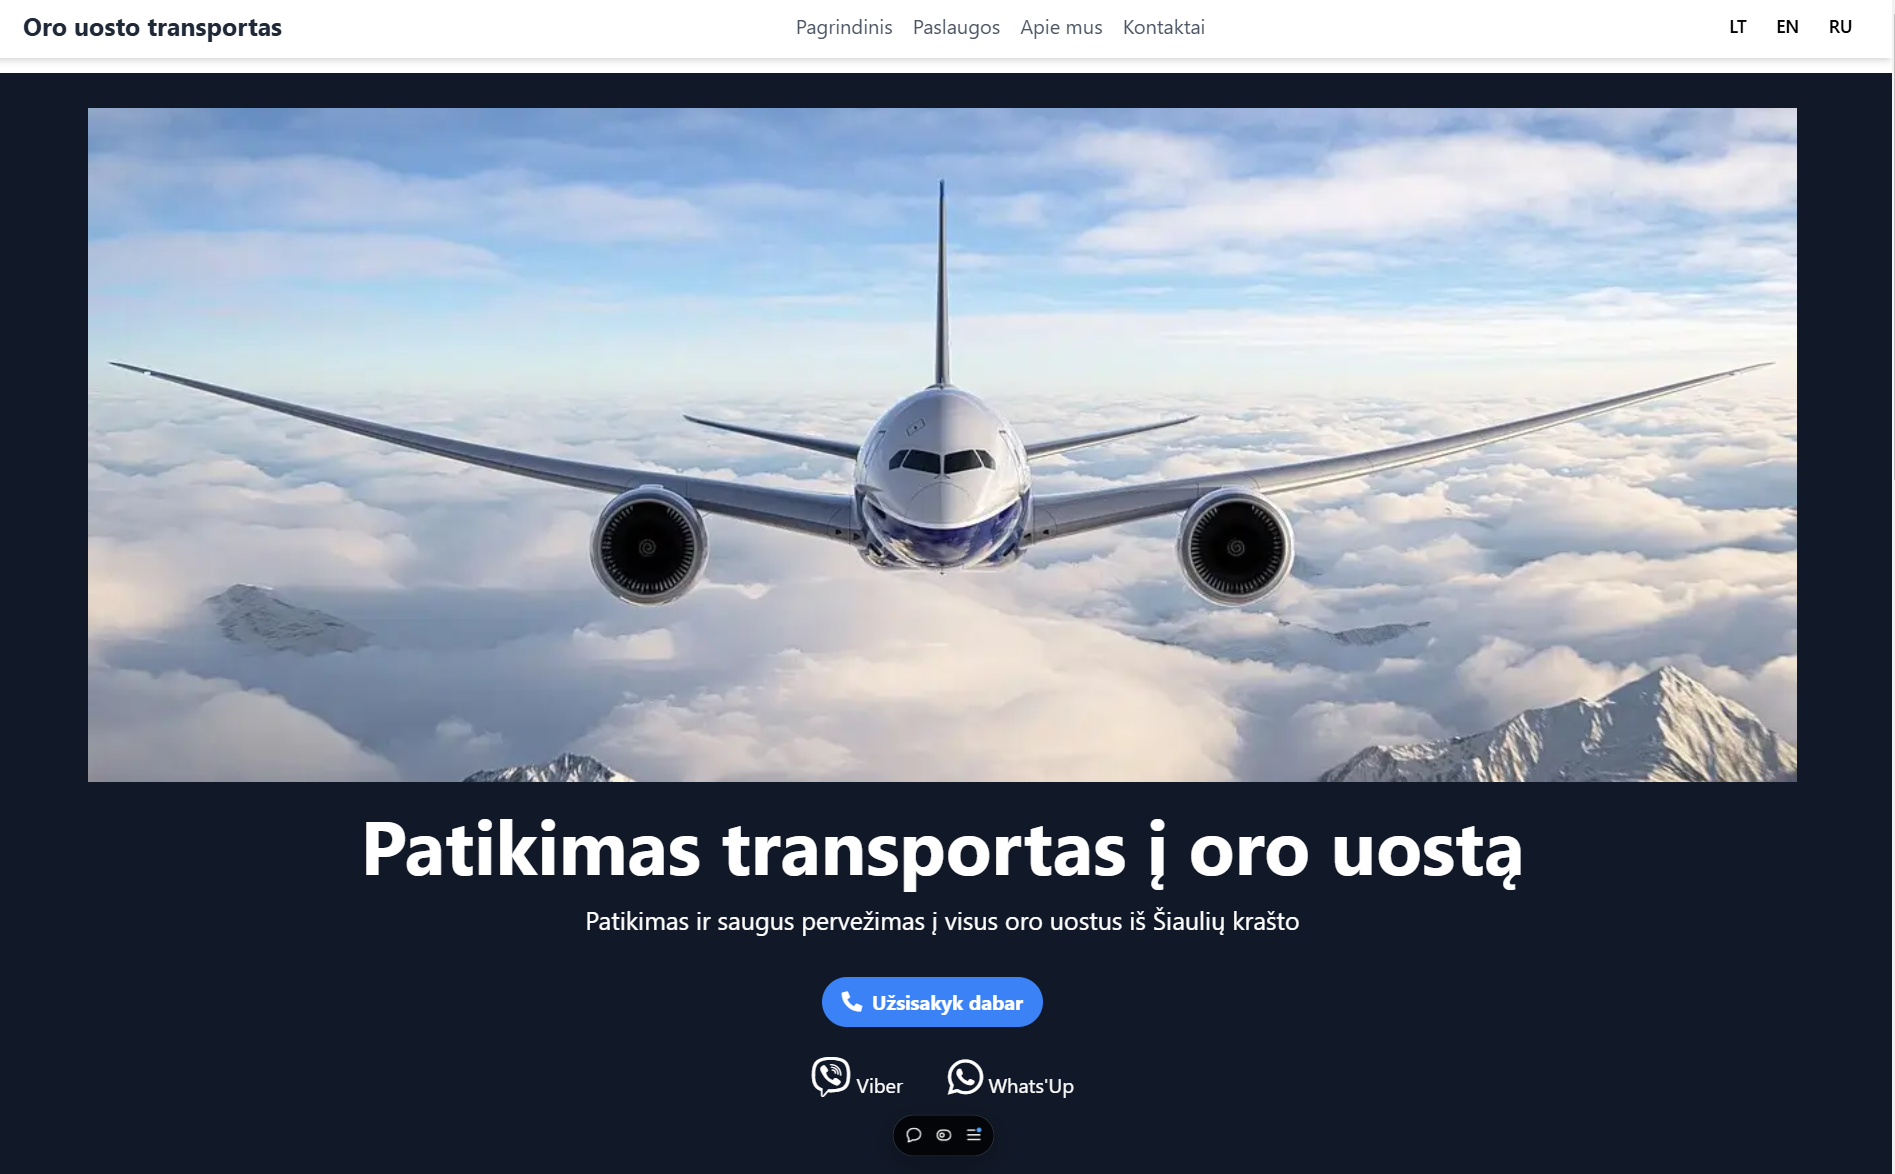 Oro uosto transportas
Pagrindinis Paslaugos Apie mus Kontaktai
LT EN RU
Patikimas transportas į oro uostą
Patikimas ir saugus pervežimas į visus oro uostus iš Šiaulių krašto
Užsisakyk dabar
Viber Whats'Up